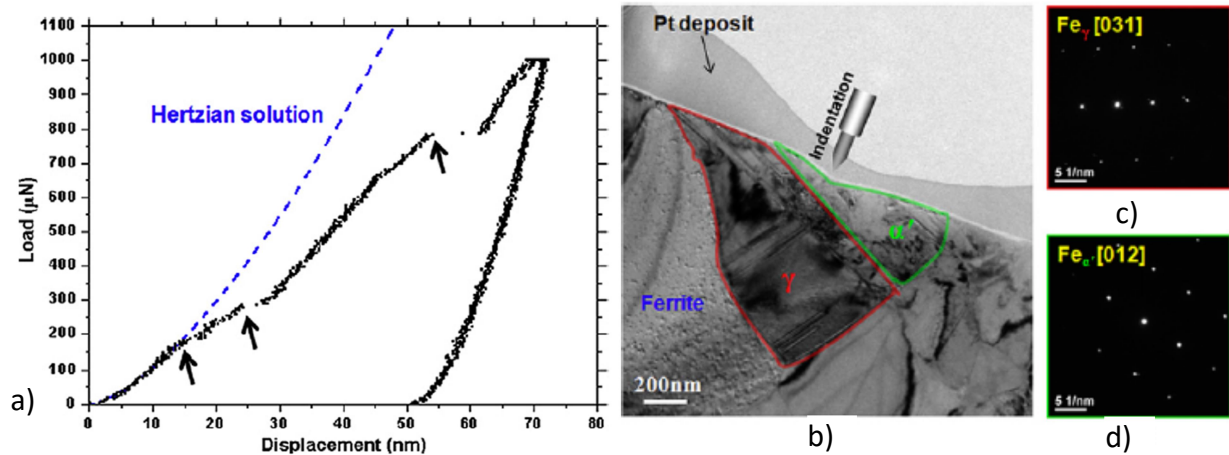 1100
1000
900
800
700
600
500
400
300
200
100
0
Load (μN)
Hertzian solution
0 10 20 30 40 50 60 70 80
Displacement (nm)
a)
Pt deposit
Indentation
γ
α'
Ferrite
200nm
b)
Feγ [031]
5 1/nm
c)
Feα' [012]
5 1/nm
d)